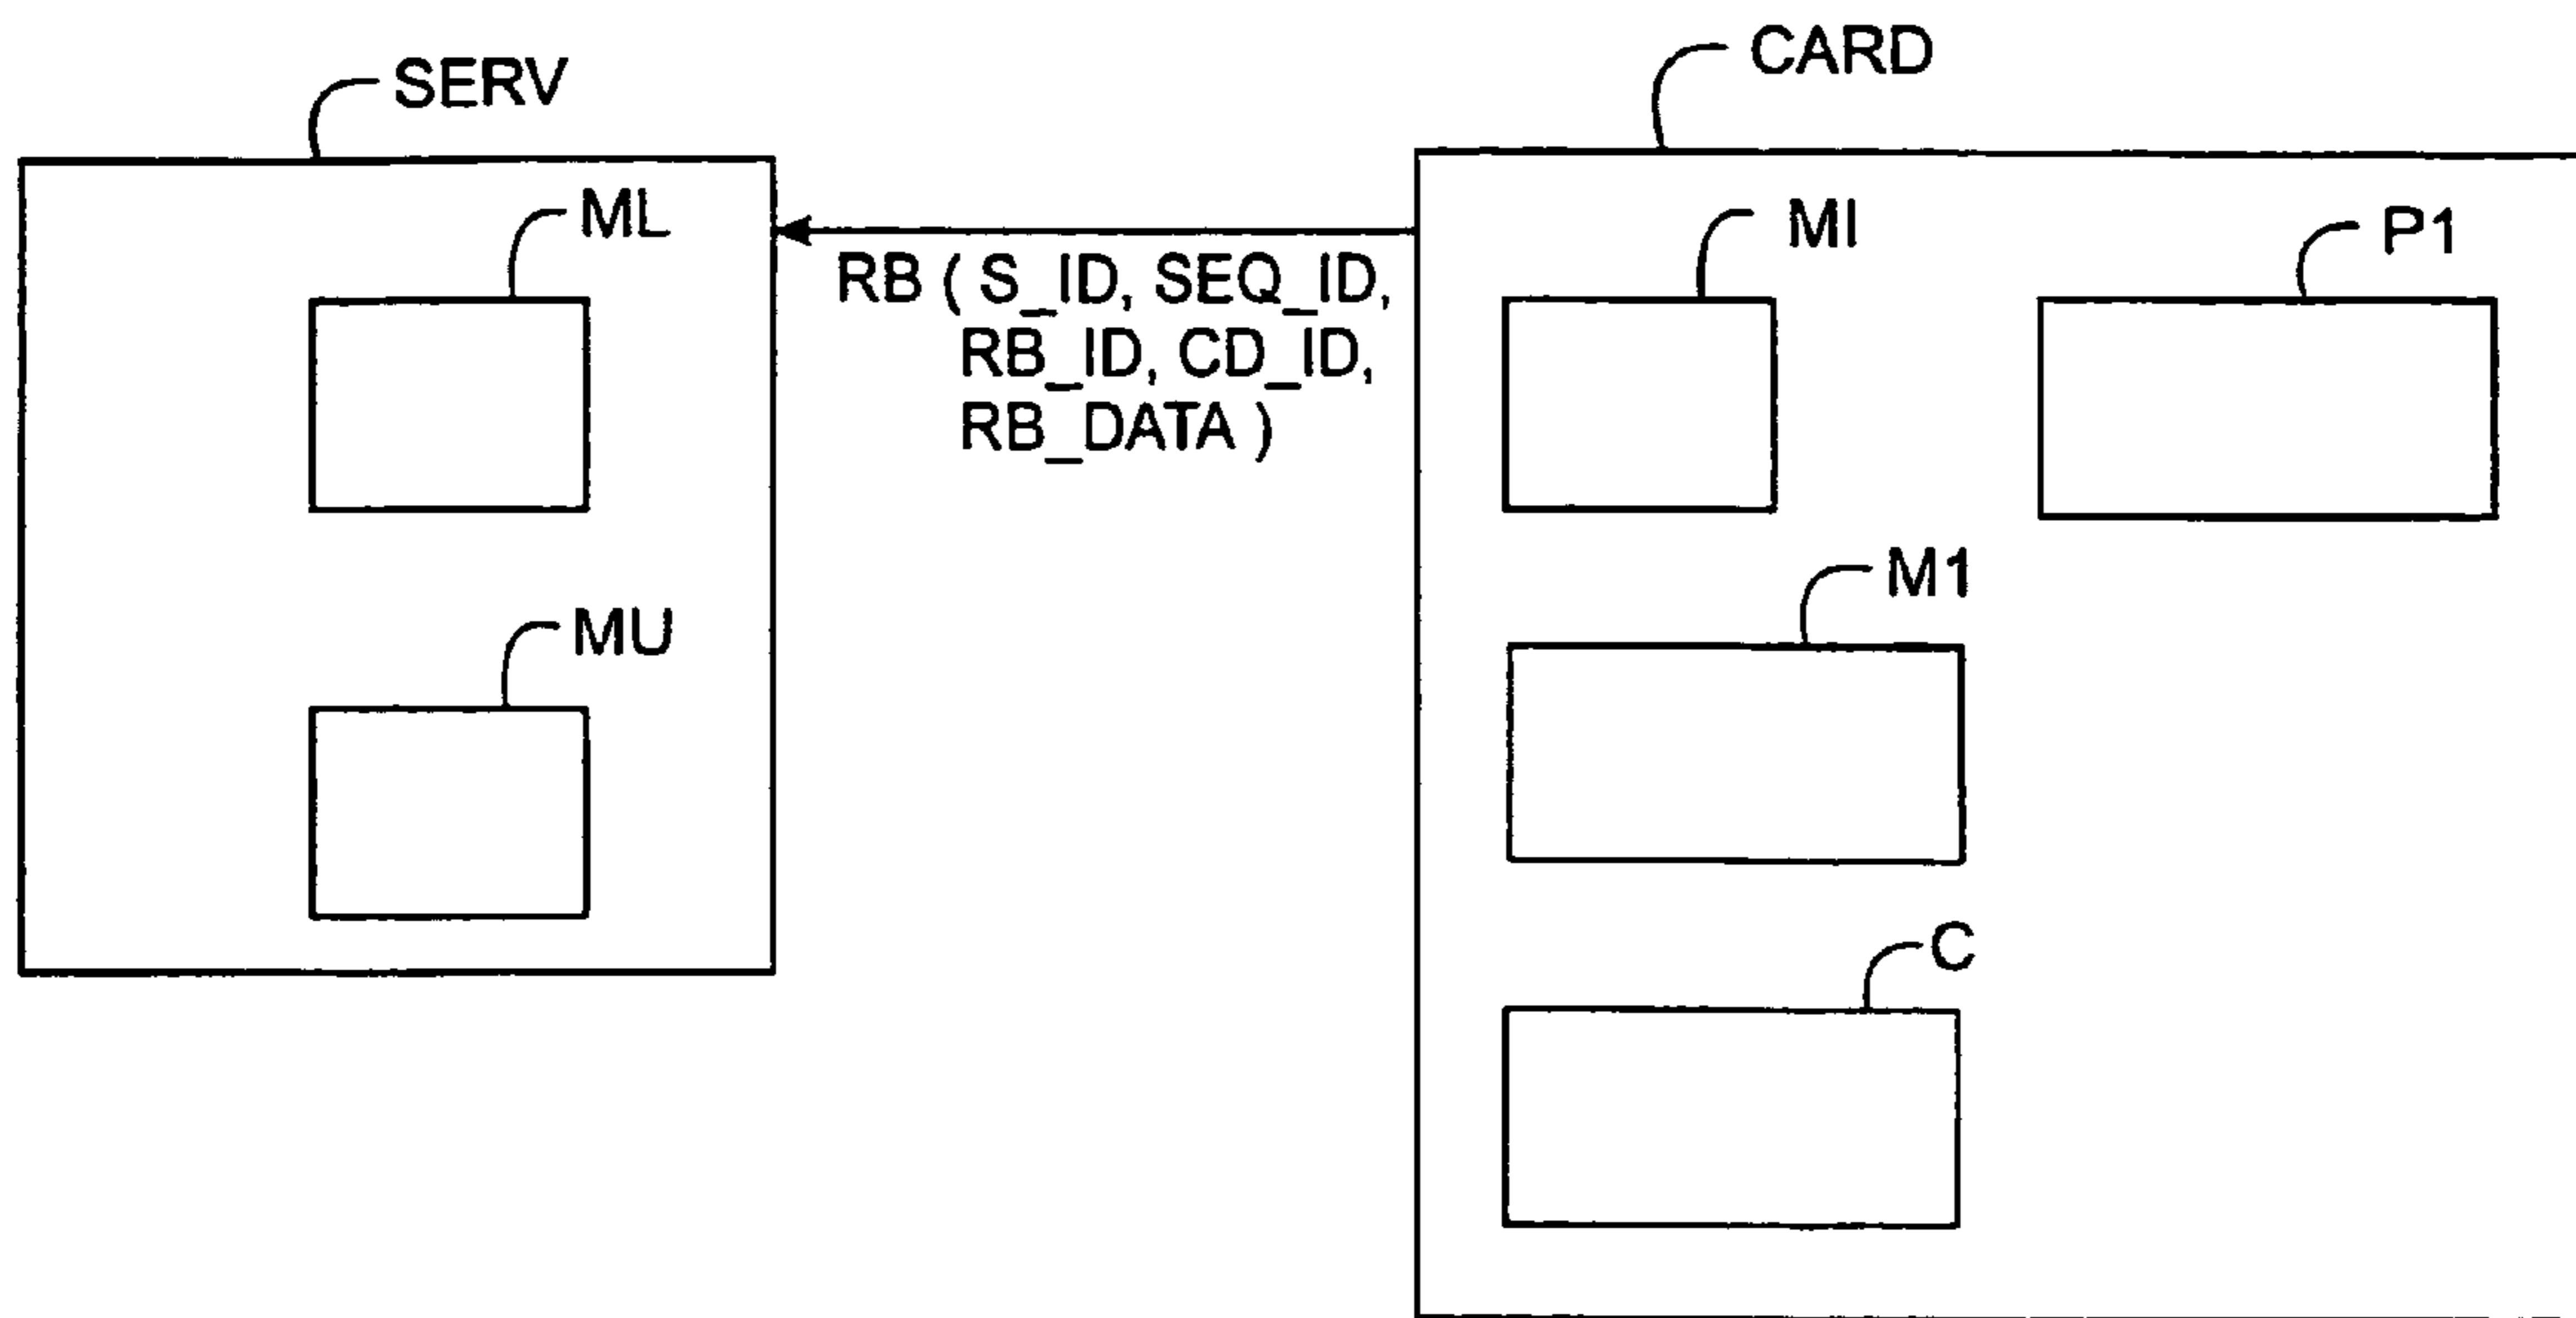 SERV
CARD
ML
MI
P1
RB ( S_ID, SEQ_ID,
RB_ID, CD_ID,
RB_DATA )
M1
MU
C